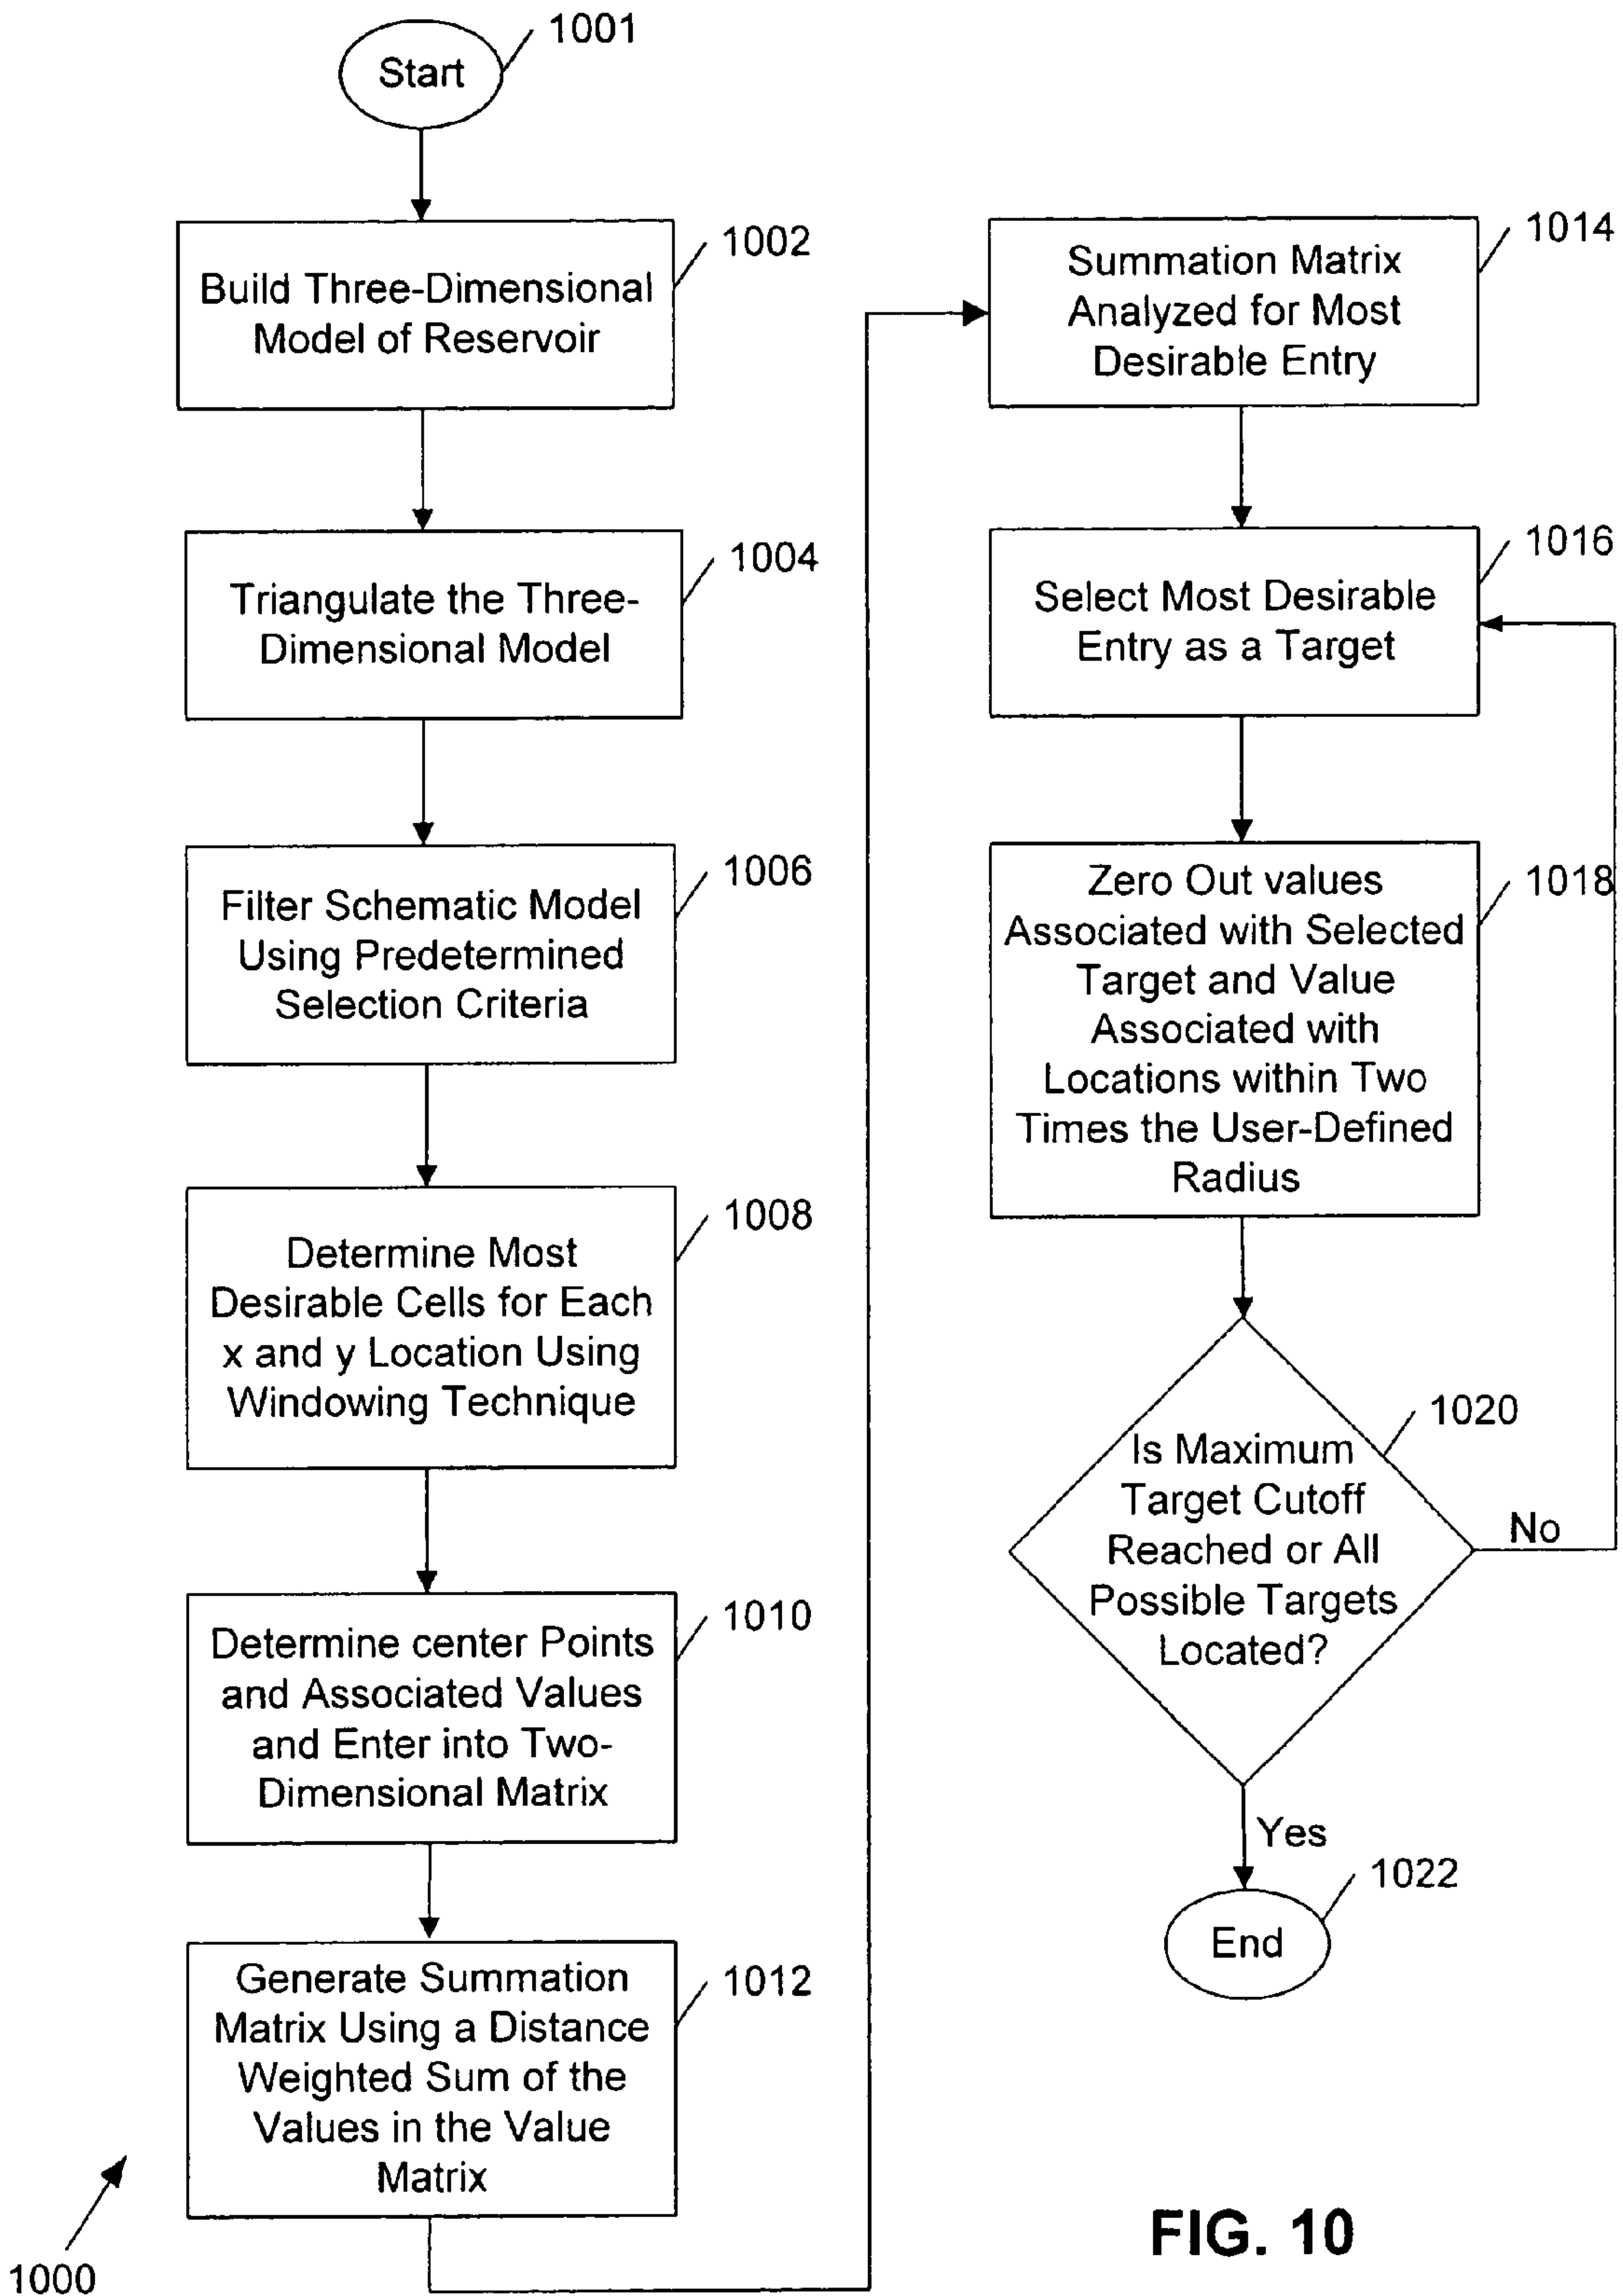 Start
1001
Build Three-Dimensional
Model of Reservoir
1002
Triangulate the Three-
Dimensional Model
1004
Filter Schematic Model
Using Predetermined
Selection Criteria
1006
Determine Most
Desirable Cells for Each
x and y Location Using
Windowing Technique
1008
Determine center Points
and Associated Values
and Enter into Two-
Dimensional Matrix
1010
Generate Summation
Matrix Using a Distance
Weighted Sum of the
Values in the Value
Matrix
1012
1000
Summation Matrix
Analyzed for Most
Desirable Entry
1014
Select Most Desirable
Entry as a Target
1016
Zero Out values
Associated with Selected
Target and Value
Associated with
Locations within Two
Times the User-Defined
Radius
1018
Is Maximum
Target Cutoff
Reached or All
Possible Targets
Located?
1020
No
Yes
End
1022
FIG. 10